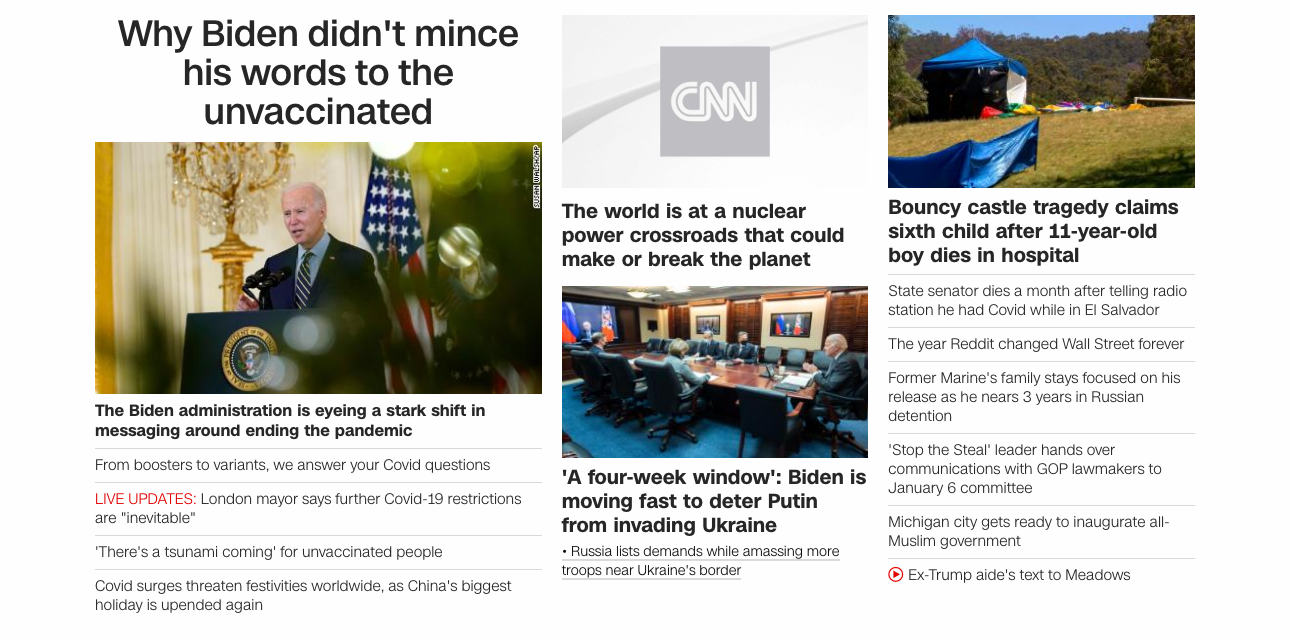 Why Biden didn't mince
his words to the
unvaccinated
SUSAN WALSH/AP
The Biden administration is eyeing a stark shift in
messaging around ending the pandemic
From boosters to variants, we answer your Covid questions
LIVE UPDATES: London mayor says further Covid-19 restrictions
are "inevitable"
'There's a tsunami coming' for unvaccinated people
Covid surges threaten festivities worldwide, as China's biggest
holiday is upended again
CNN
The world is at a nuclear
power crossroads that could
make or break the planet
'A four-week window': Biden is
moving fast to deter Putin
from invading Ukraine
• Russia lists demands while amassing more
troops near Ukraine's border
Bouncy castle tragedy claims
sixth child after 11-year-old
boy dies in hospital
State senator dies a month after telling radio
station he had Covid while in El Salvador
The year Reddit changed Wall Street forever
Former Marine's family stays focused on his
release as he nears 3 years in Russian
detention
'Stop the Steal' leader hands over
communications with GOP lawmakers to
January 6 committee
Michigan city gets ready to inaugurate all-
Muslim government
Ex-Trump aide's text to Meadows